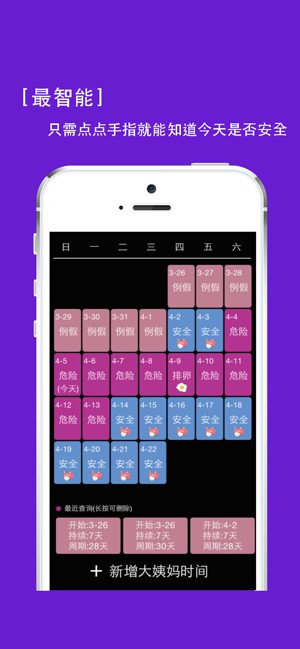 [最智能]
只需点点手指就能知道今天是否安全
日 一 二 三 四 五 六
3-26 3-27 3-28
例假 例假 例假
3-29 3-30 3-31 4-1 4-2 4-3 4-4
例假 例假 例假 例假 安全 安全 危险
4-5 4-6 4-7 4-8 4-9 4-10 4-11
危险 危险 危险 危险 排卵 危险 危险
(今天)
4-12 4-13 4-14 4-15 4-16 4-17 4-18
危险 危险 安全 安全 安全 安全 安全
4-19 4-20 4-21 4-22
安全 安全 安全 安全
最近查询(长按可删除)
开始:3-26 开始:3-26 开始:4-2
持续:7天 持续:7天 持续:7天
周期:28天 周期:30天 周期:28天
+ 新增大姨妈时间